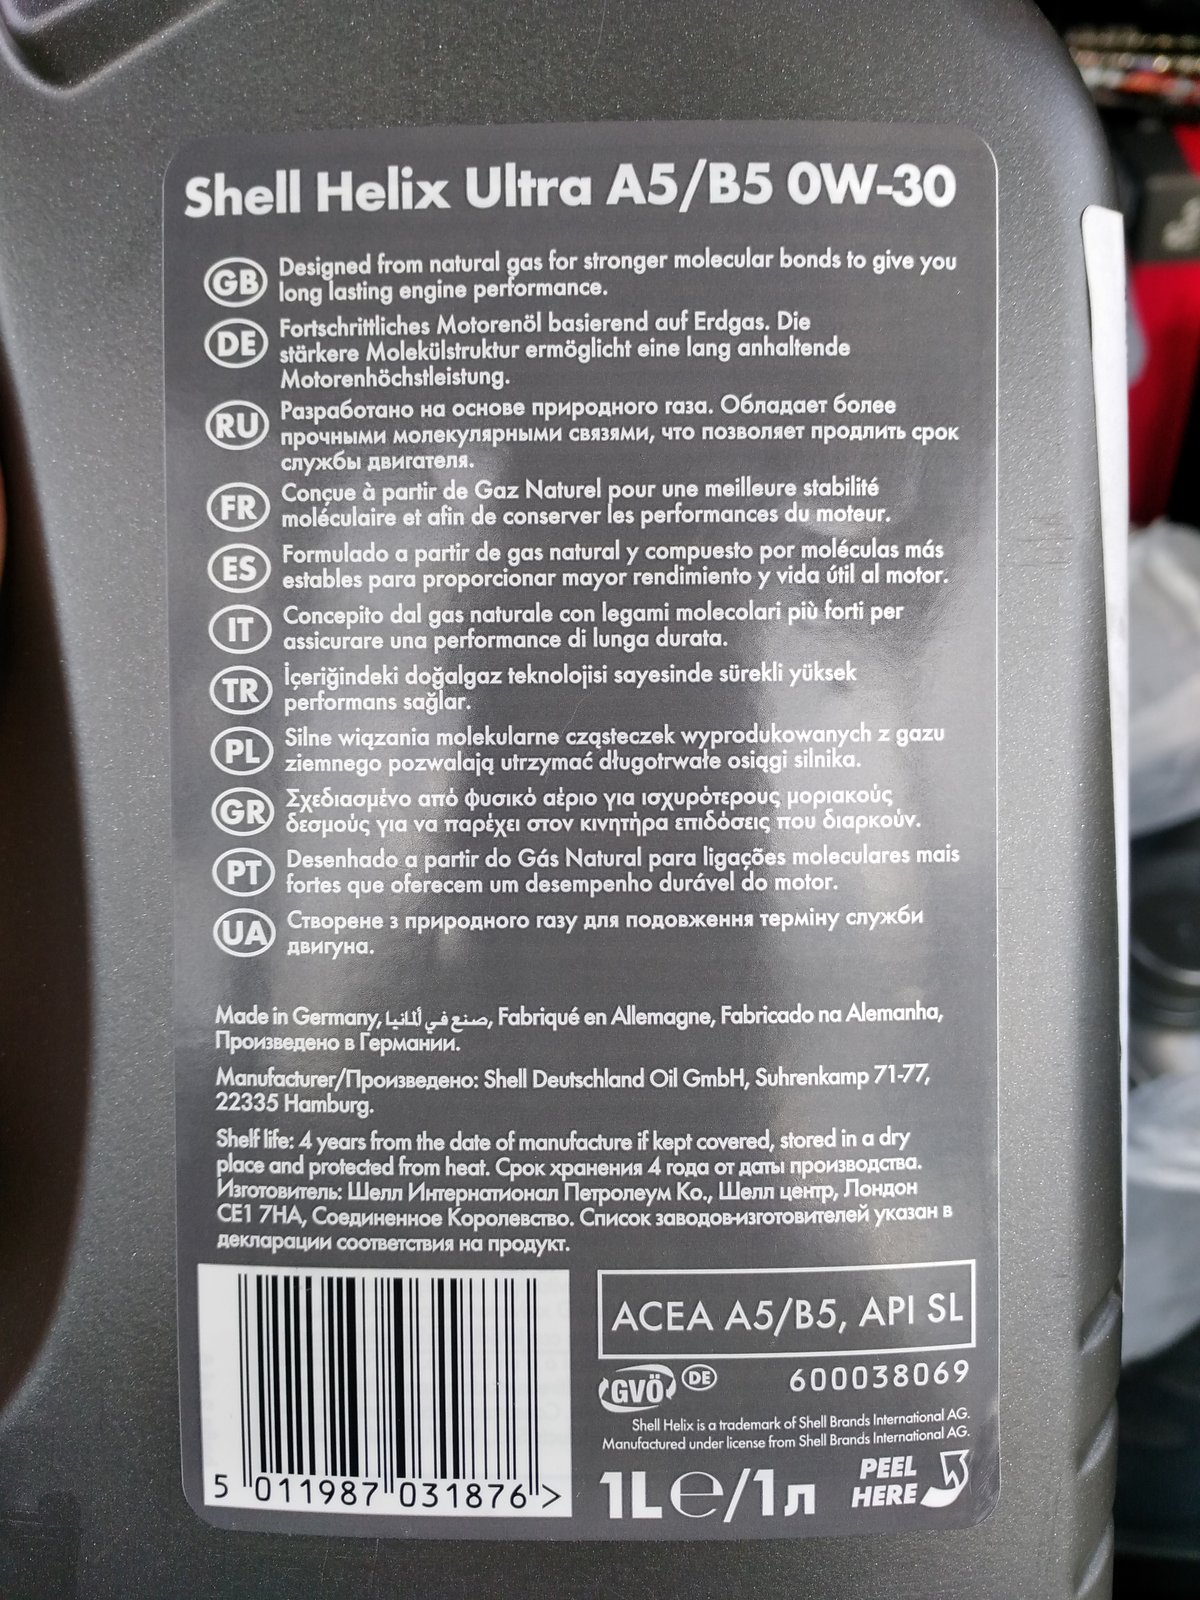 Shell Helix Ultra A5/B5 0W-30
GB Designed from natural gas for stronger molecular bonds to give you
long lasting engine performance.
DE Fortschrittliches Motorenöl basierend auf Erdgas. Die
stärkere Molekülstruktur ermöglicht eine lang anhaltende
Motorenhöchstleistung.
RU Разработано на основе природного газа. Обладает более
прочными молекулярными связями, что позволяет продлить срок
службы двигателя.
FR Conçue à partir de Gaz Naturel pour une meilleure stabilité
moléculaire et afin de conserver les performances du moteur.
ES Formulado a partir de gas natural y compuesto por moléculas más
estables para proporcionar mayor rendimiento y vida útil al motor.
IT Concepito dal gas naturale con legami molecolari più forti per
assicurare una performance di lunga durata.
TR İçeriğindeki doğalgaz teknolojisi sayesinde sürekli yüksek
performans sağlar.
PL Silne wiązania molekularne cząsteczek wyprodukowanych z gazu
ziemnego pozwalają utrzymać długotrwałe osiągi silnika.
GR Σχεδιασμένο από φυσικό αέριο για ισχυρότερους μοριακούς
δεσμούς για να παρέχει στον κινητήρα επιδόσεις που διαρκούν.
PT Desenhado a partir do Gás Natural para ligações moleculares mais
fortes que oferecem um desempenho durável do motor.
UA Створене з природного газу для подовження терміну служби
двигуна.
Made in Germany, صنع في ألمانيا, Fabriqué en Allemagne, Fabricado na Alemanha,
Произведено в Германии.
Manufacturer/Произведено: Shell Deutschland Oil GmbH, Suhrenkamp 71-77,
22335 Hamburg.
Shelf life: 4 years from the date of manufacture if kept covered, stored in a dry
place and protected from heat. Срок хранения 4 года от даты производства.
Изготовитель: Шелл Интернатионал Петролеум Ко., Шелл центр, Лондон
СЕ1 7НА, Соединенное Королевство. Список заводов-изготовителей указан в
декларации соответствия на продукт.
ACEA A5/B5, API SL
GVÖ DE 600038069
Shell Helix is a trademark of Shell Brands International AG.
Manufactured under license from Shell Brands International AG.
1L e/1л
PEEL
HERE
5 011987 031876 >